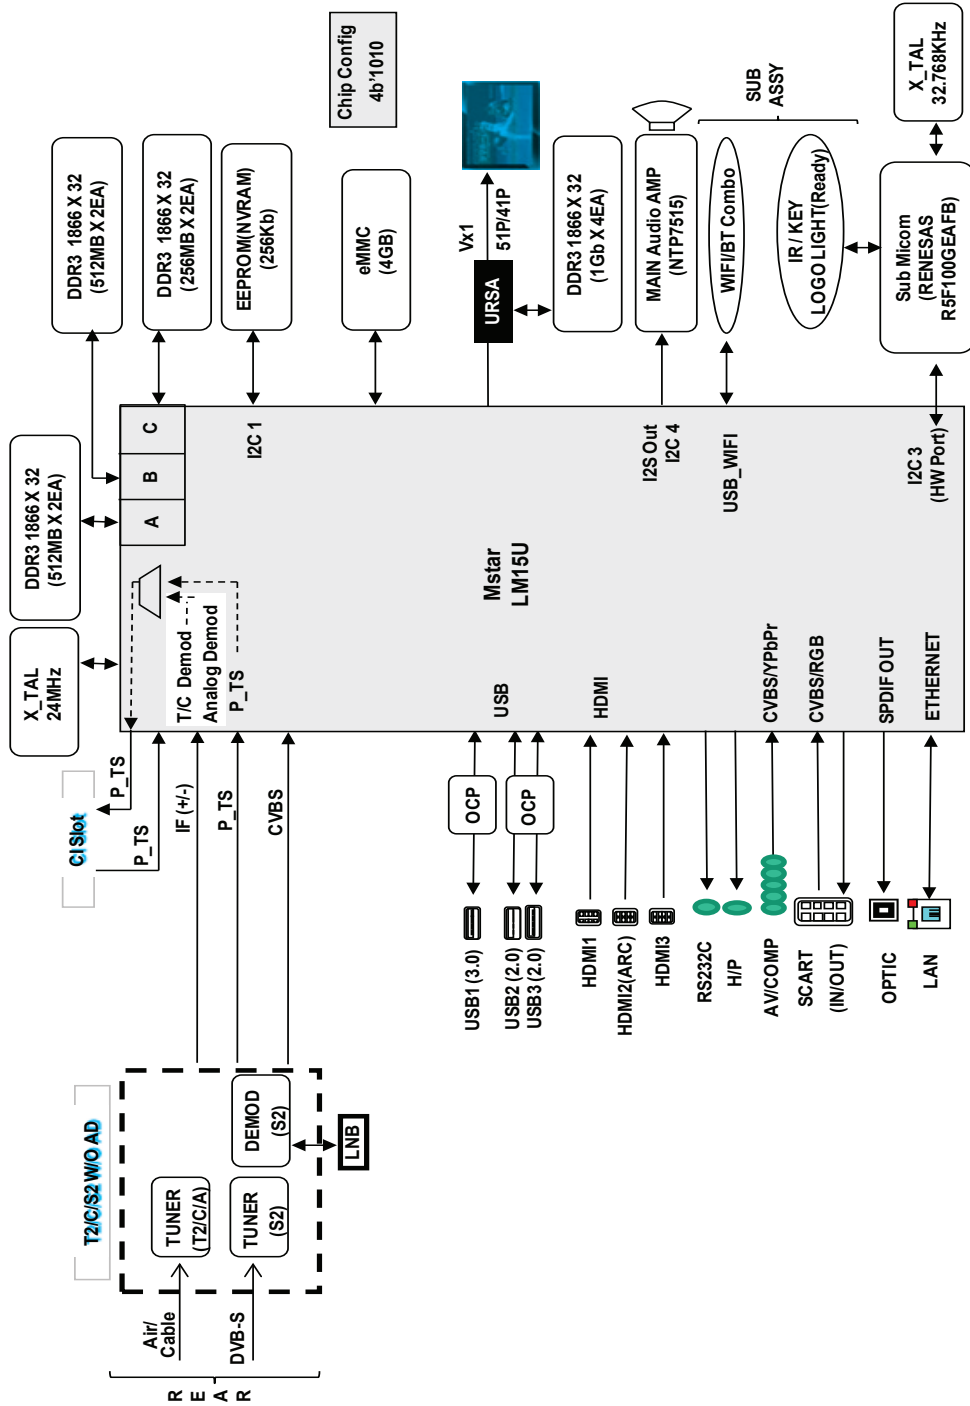 Chip Config
4b'1010
X_TAL
24MHz
DDR3 1866 X 32
(512MB X 2EA)
DDR3 1866 X 32
(512MB X 2EA)
DDR3 1866 X 32
(256MB X 2EA)
EEPROM(NVRAM)
(256Kb)
eMMC
(4GB)
Vx1
51P/41P
URSA
DDR3 1866 X 32
(1Gb X 4EA)
MAIN Audio AMP
(NTP7515)
WIFI/BT Combo
SUB
ASSY
IR / KEY
LOGO LIGHT(Ready)
Sub Micom
(RENESAS
R5F100GEAFB)
X_TAL
32.768KHz
A
B
C
I2C 1
I2S Out
I2C 4
USB_WIFI
I2C 3
(HW Port)
Mstar
LM15U
T/C Demod
Analog Demod
P_TS
USB
HDMI
CVBS/YPbPr
CVBS/RGB
SPDIF OUT
ETHERNET
CI Slot
P_TS
P_TS
IF (+/-)
P_TS
CVBS
OCP
OCP
USB1 (3.0)
USB2 (2.0)
USB3 (2.0)
HDMI1
HDMI2(ARC)
HDMI3
RS232C
H/P
AV/COMP
SCART
(IN/OUT)
OPTIC
LAN
T2/C/S2 W/O AD
TUNER
(T2/C/A)
TUNER
(S2)
DEMOD
(S2)
LNB
Air/
Cable
DVB-S
R
E
A
R